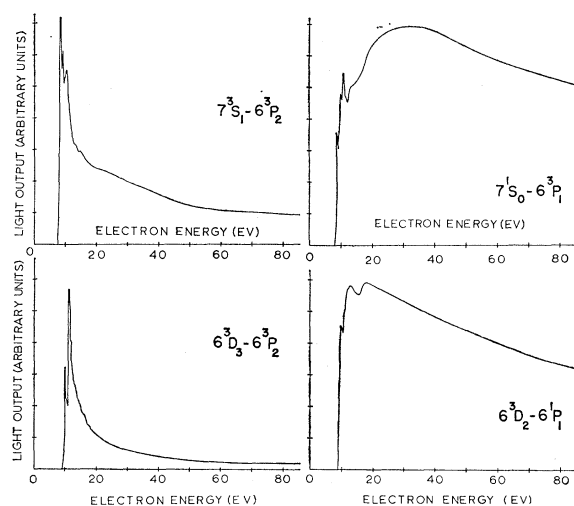 LIGHT OUTPUT (ARBITRARY UNITS)
7³S₁-6³P₂
ELECTRON ENERGY (EV)
0 20 40 60 80
7¹S₀-6³P₁
ELECTRON ENERGY (EV)
0 20 40 60 80
LIGHT OUTPUT (ARBITRARY UNITS)
6³D₃-6³P₂
0 20 40 60 80
ELECTRON ENERGY (EV)
6³D₂-6¹P₁
0 20 40 60 80
ELECTRON ENERGY (EV)